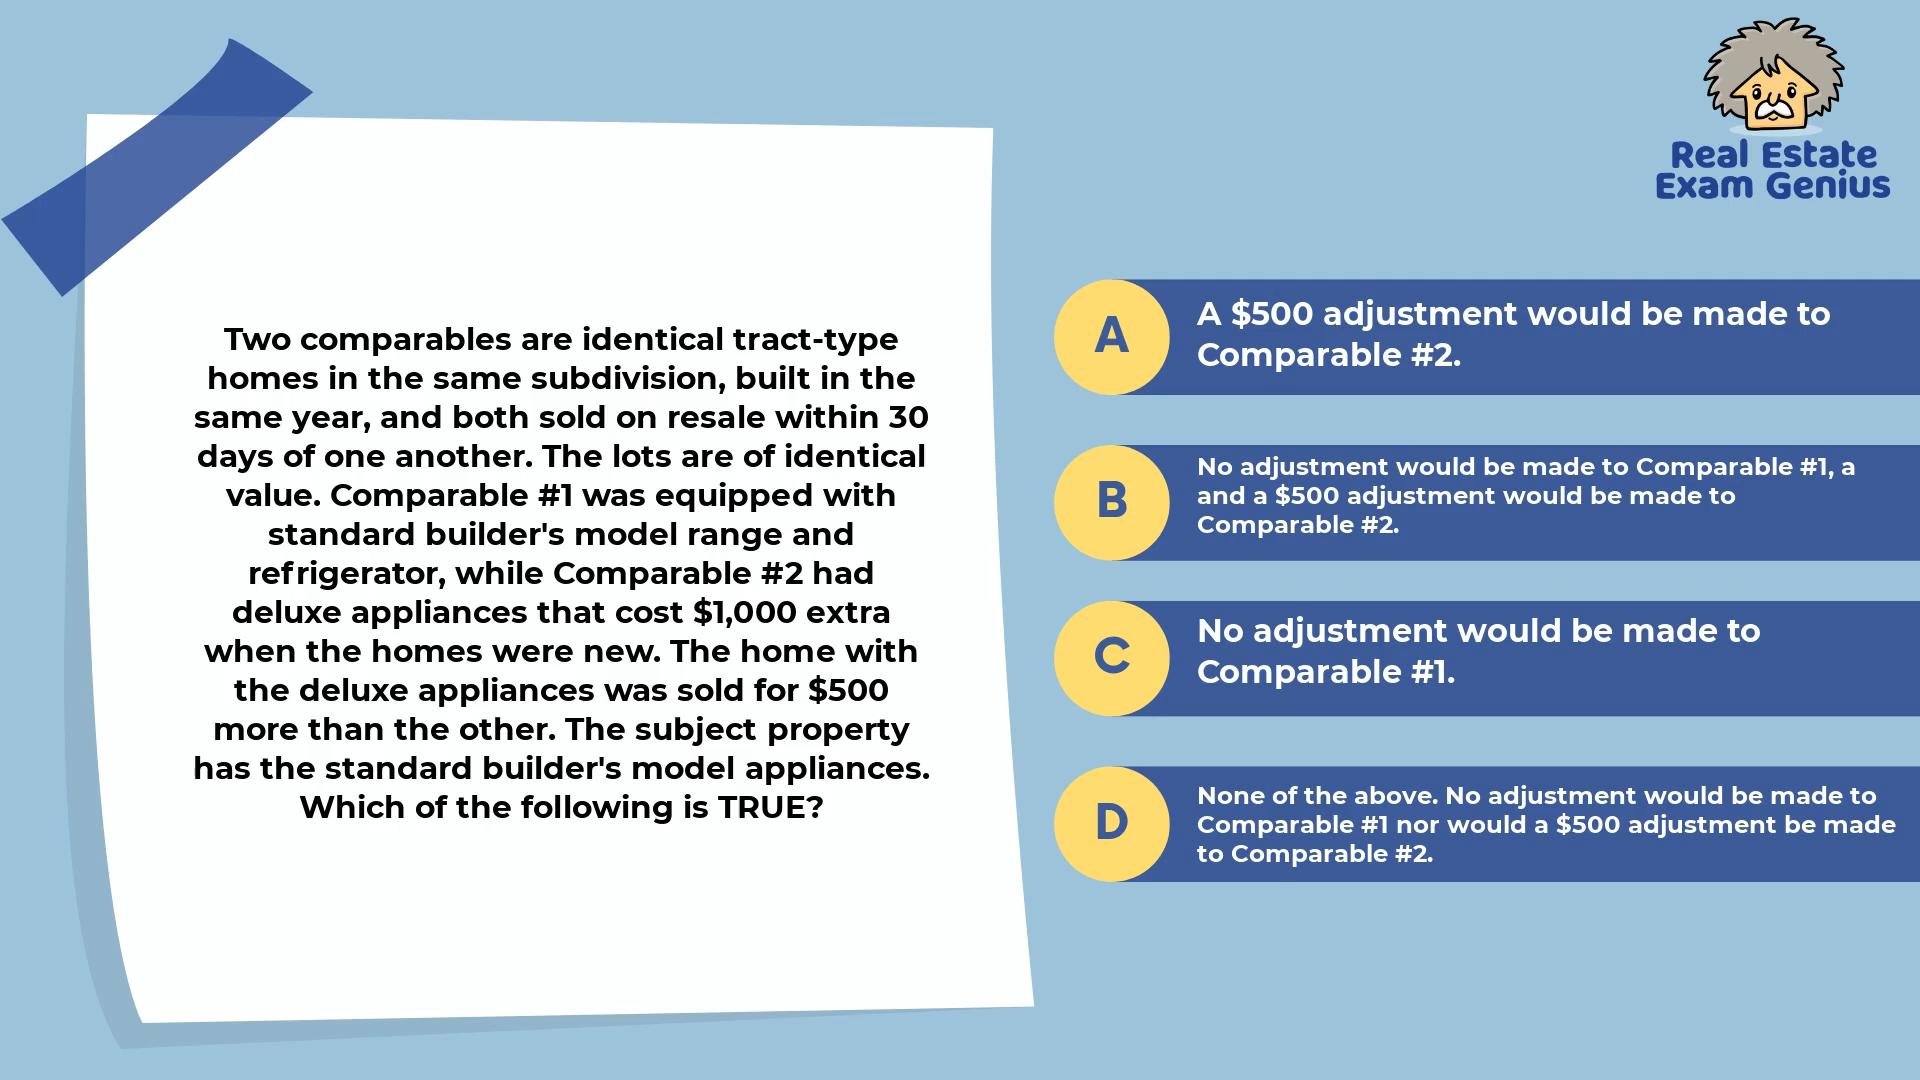 Real Estate
Exam Genius
Two comparables are identical tract-type
homes in the same subdivision, built in the
same year, and both sold on resale within 30
days of one another. The lots are of identical
value. Comparable #1 was equipped with
standard builder's model range and
refrigerator, while Comparable #2 had
deluxe appliances that cost $1,000 extra
when the homes were new. The home with
the deluxe appliances was sold for $500
more than the other. The subject property
has the standard builder's model appliances.
Which of the following is TRUE?
A
A $500 adjustment would be made to
Comparable #2.
B
No adjustment would be made to Comparable #1, a
and a $500 adjustment would be made to
Comparable #2.
C
No adjustment would be made to
Comparable #1.
D
None of the above. No adjustment would be made to
Comparable #1 nor would a $500 adjustment be made
to Comparable #2.